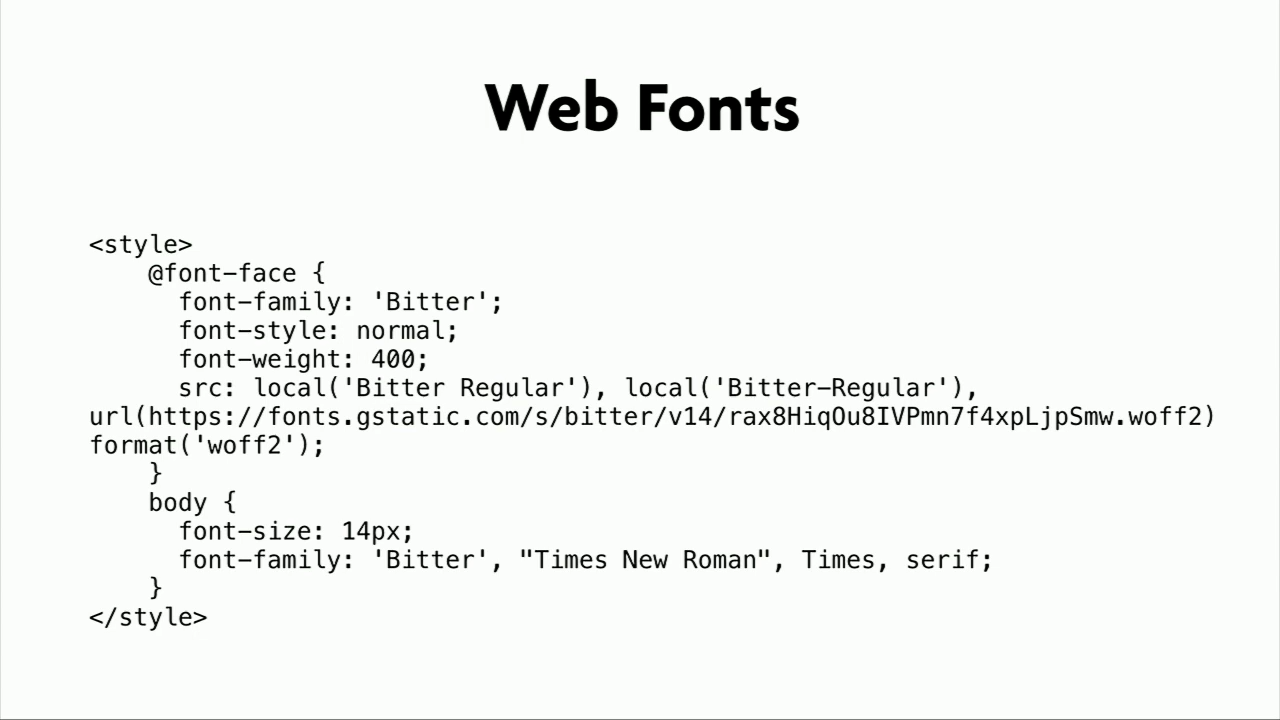 Web Fonts
<style>
@font-face {
font-family: 'Bitter';
font-style: normal;
font-weight: 400;
src: local('Bitter Regular'), local('Bitter-Regular'),
url(https://fonts.gstatic.com/s/bitter/v14/rax8HiqOu8IVPmn7f4xpLjpSmw.woff2)
format('woff2');
}
body {
font-size: 14px;
font-family: 'Bitter', "Times New Roman", Times, serif;
}
</style>